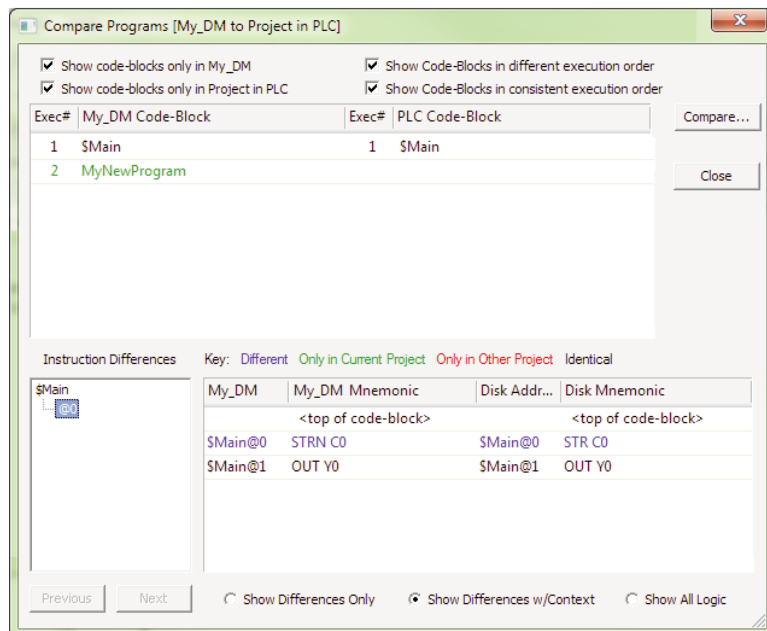 Compare Programs [My_DM to Project in PLC]
Show code-blocks only in My_DM
Show Code-Blocks in different execution order
Show code-blocks only in Project in PLC
Show Code-Blocks in consistent execution order
Exec# My_DM Code-Block Exec# PLC Code-Block
Compare...
1 $Main 1 $Main
2 MyNewProgram
Close
Instruction Differences
Key: Different Only in Current Project Only in Other Project Identical
$Main
@0
My_DM My_DM Mnemonic Disk Addr... Disk Mnemonic
<top of code-block> <top of code-block>
$Main@0 STRN C0 $Main@0 STR C0
$Main@1 OUT Y0 $Main@1 OUT Y0
Previous Next
Show Differences Only Show Differences w/Context Show All Logic